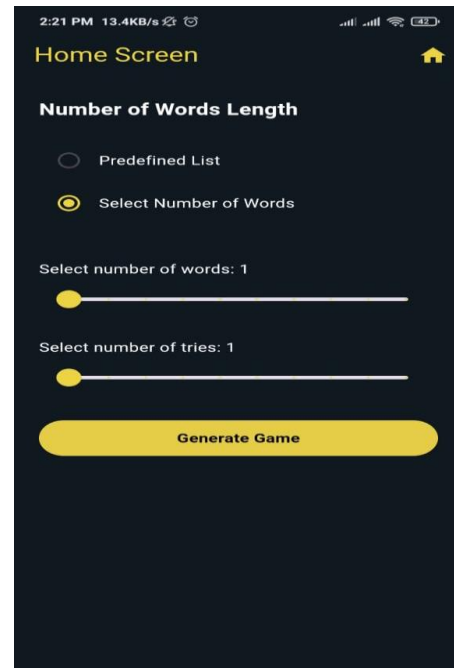 2:21 PM 13.4KB/s 42
Home Screen
Number of Words Length
Predefined List
Select Number of Words
Select number of words: 1
Select number of tries: 1
Generate Game